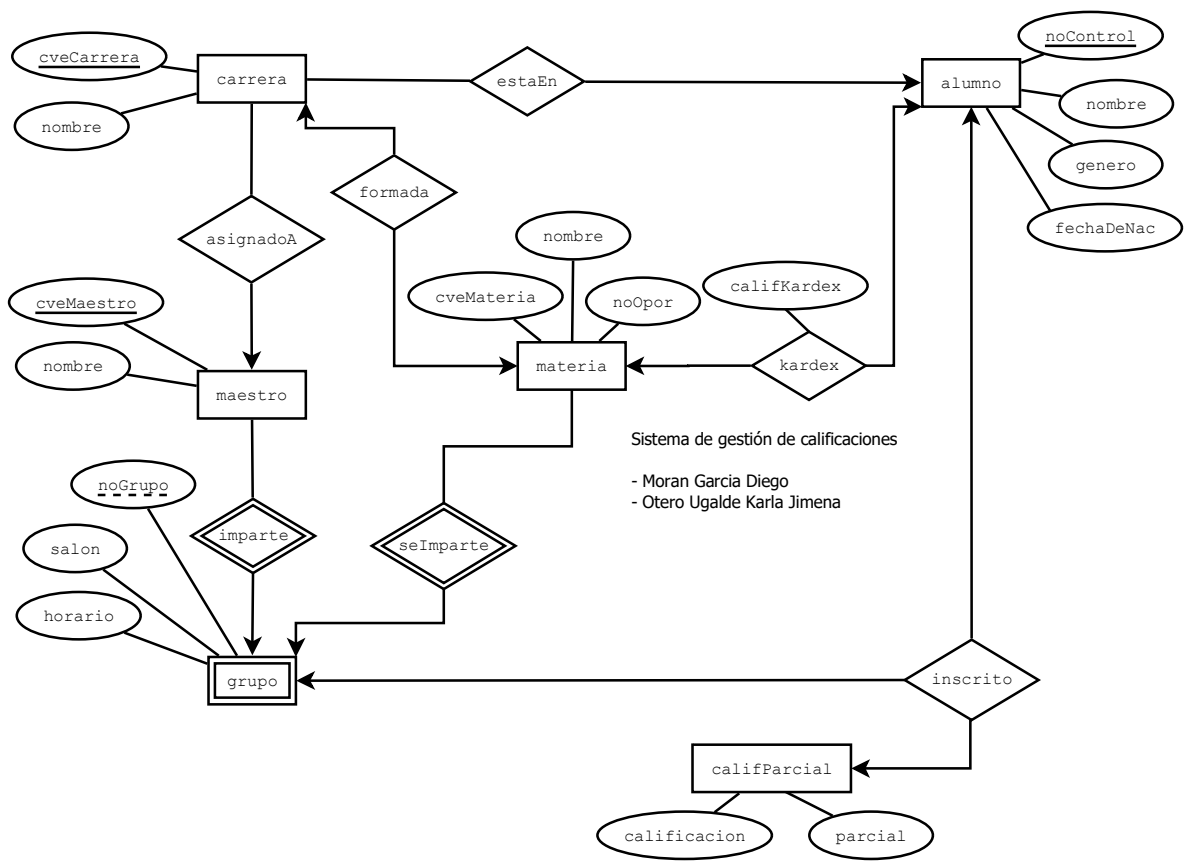 cveCarrera
nombre
carrera
estaEn
noControl
alumno
nombre
genero
fechaDeNac
formada
asignadoA
nombre
cveMateria
noOpor
califKardex
cveMaestro
nombre
maestro
materia
kardex
Sistema de gestión de calificaciones
- Moran Garcia Diego
- Otero Ugalde Karla Jimena
noGrupo
salon
horario
imparte
seImparte
grupo
inscrito
califParcial
calificacion
parcial